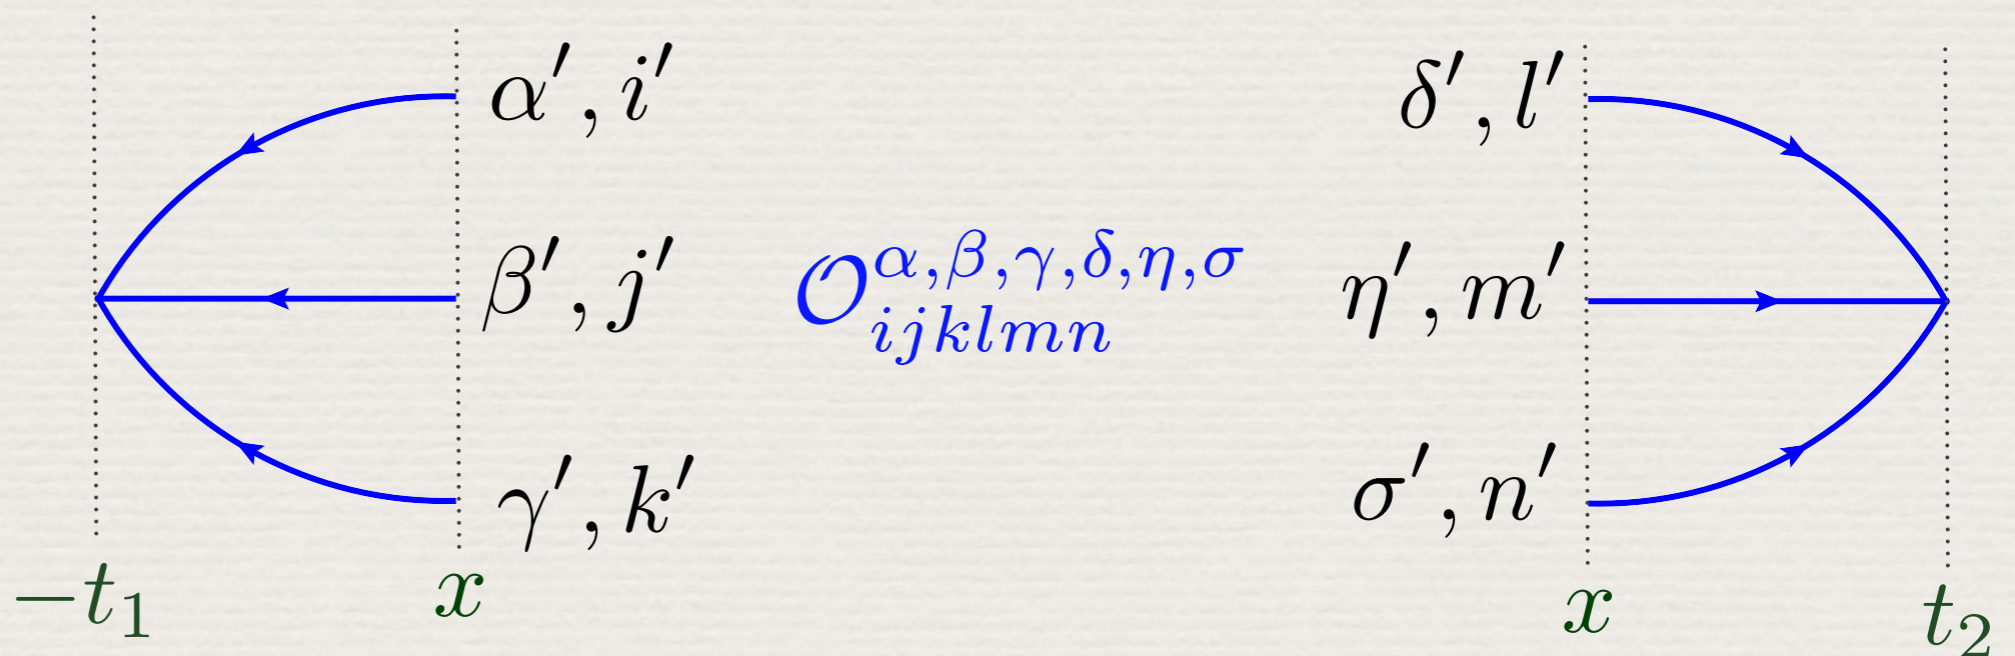 α′, i′
δ′, l′
β′, j′
𝒪^{α,β,γ,δ,η,σ}_{ijklmn}
η′, m′
γ′, k′
σ′, n′
−t₁
x
x
t₂